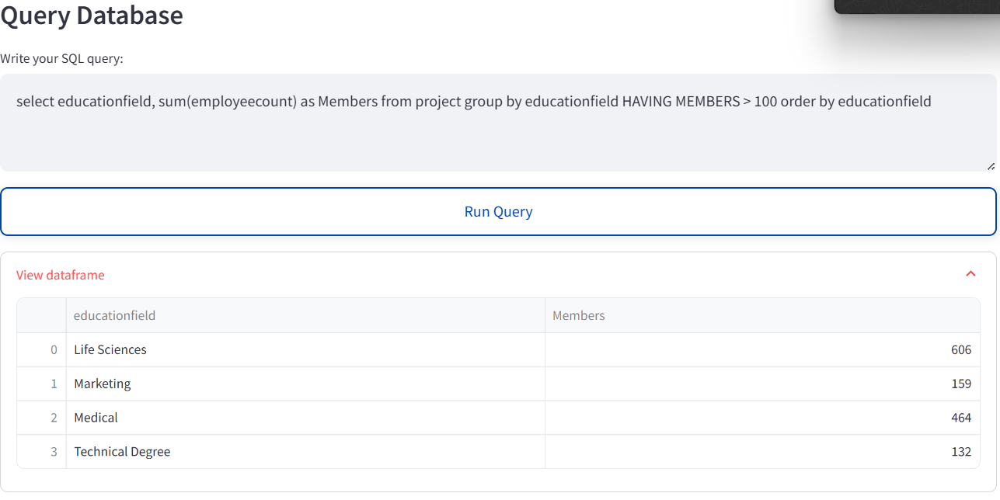 Query Database
Write your SQL query:
select educationfield, sum(employeecount) as Members from project group by educationfield HAVING MEMBERS > 100 order by educationfield
Run Query
View dataframe
educationfield Members
0 Life Sciences 606
1 Marketing 159
2 Medical 464
3 Technical Degree 132